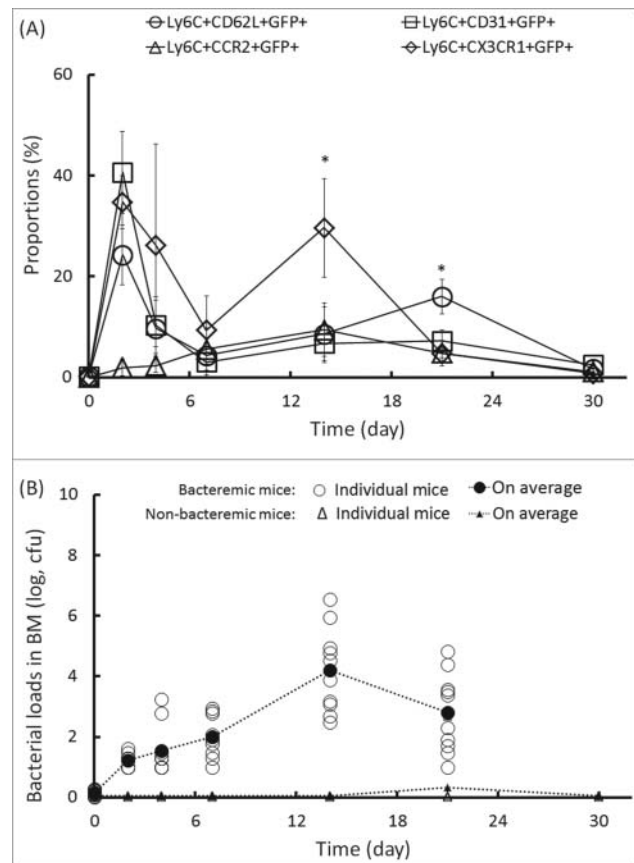 (A)
Ly6C+CD62L+GFP+ Ly6C+CD31+GFP+
Ly6C+CCR2+GFP+ Ly6C+CX3CR1+GFP+
60
40
20
0
* *
Proportions (%)
0 6 12 18 24 30
Time (day)
(B)
Bacteremic mice: Individual mice On average
Non-bacteremic mice: Individual mice On average
10
8
6
4
2
0
Bacterial loads in BM (log, cfu)
0 6 12 18 24 30
Time (day)